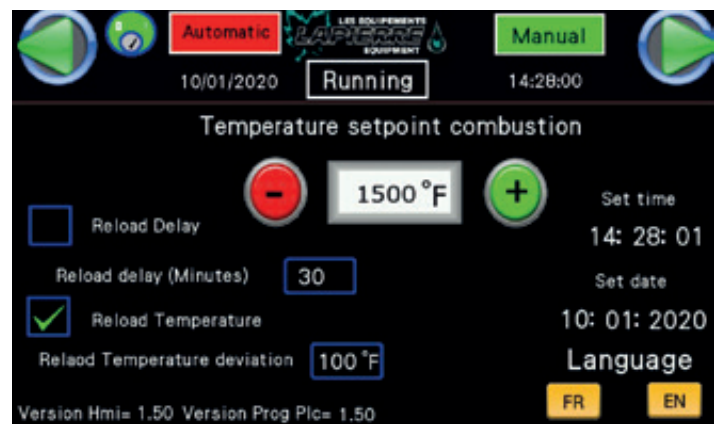 Automatic
LES EQUIPEMENTS
LAPIERRE
EQUIPMENT
Manual
10/01/2020
Running
14:28:00
Temperature setpoint combustion
-
1500 °F
+
Set time
Reload Delay
14: 28: 01
Reload delay (Minutes)
30
Set date
Reload Temperature
10: 01: 2020
Relaod Temperature deviation
100 °F
Language
FR
EN
Version Hmi= 1.50 Version Prog Plc= 1.50